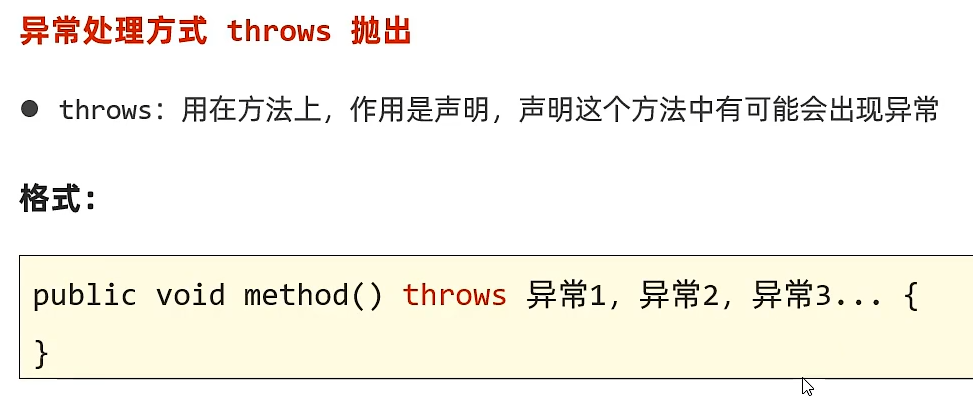 异常处理方式 throws 抛出
● throws：用在方法上，作用是声明，声明这个方法中有可能会出现异常
格式：
public void method() throws 异常1，异常2，异常3... {
}